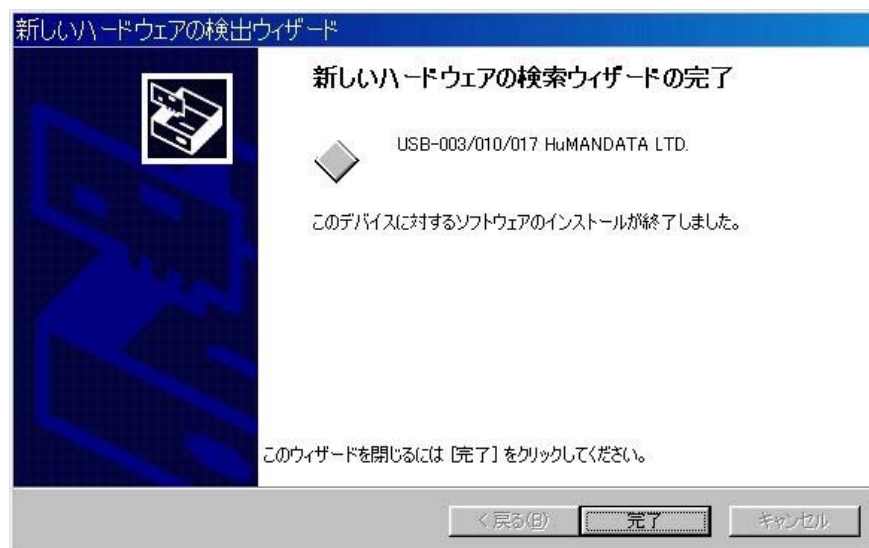 新しいハードウェアの検出ウィザード
新しいハードウェアの検索ウィザードの完了
USB-003/010/017 HuMANDATA LTD.
このデバイスに対するソフトウェアのインストールが終了しました。
このウィザードを閉じるには [完了] をクリックしてください。
< 戻る(B)
完了
キャンセル